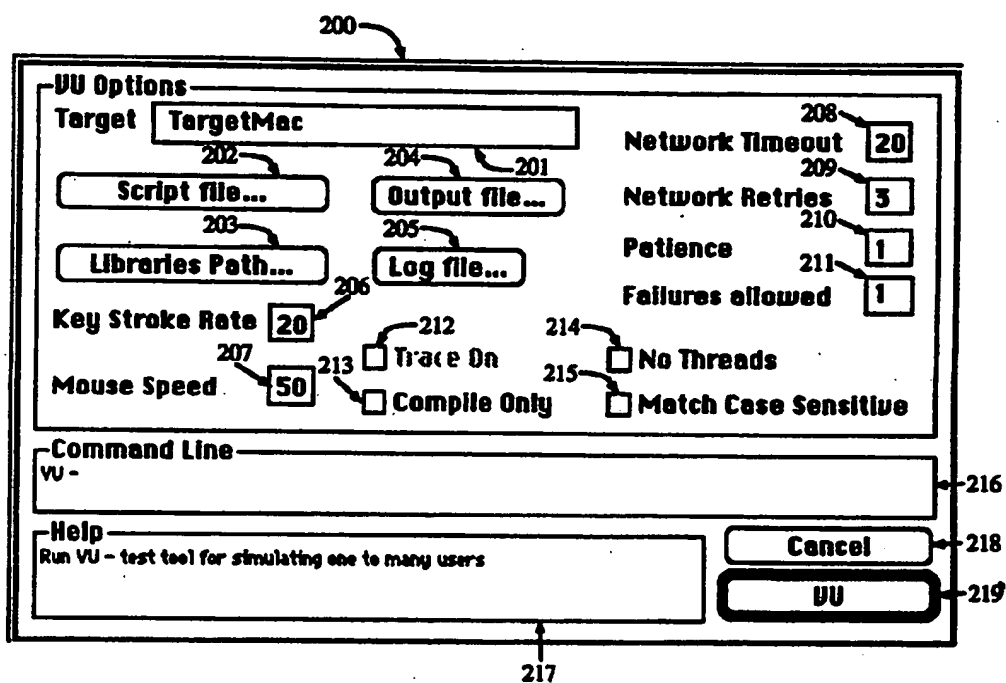 200
VU Options
Target TargetMac
201
202
Script file...
203
Libraries Path...
204
Output file...
205
Log file...
206
Key Stroke Rate 20
207
Mouse Speed 50
208
Network Timeout 20
209
Network Retries 3
210
Patience 1
211
Failures allowed 1
212
Trace On
213
Compile Only
214
No Threads
215
Match Case Sensitive
Command Line
VU -
216
Help
Run VU - test tool for simulating one to many users
217
Cancel
218
VU
219